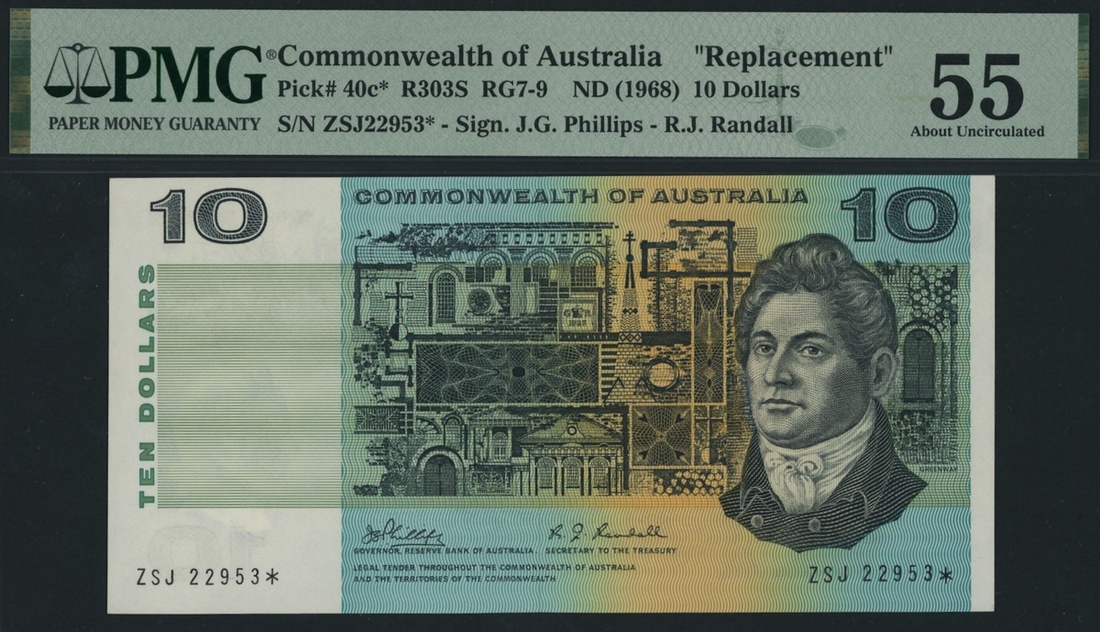 PMG®
PAPER MONEY GUARANTY
Commonwealth of Australia "Replacement"
Pick# 40c* R303S RG7-9 ND (1968) 10 Dollars
S/N ZSJ22953* - Sign. J.G. Phillips - R.J. Randall
55
About Uncirculated
10
COMMONWEALTH OF AUSTRALIA
10
TEN DOLLARS
G R
J G Phillips
R. J. Randall
GOVERNOR, RESERVE BANK OF AUSTRALIA. SECRETARY TO THE TREASURY
LEGAL TENDER THROUGHOUT THE COMMONWEALTH OF AUSTRALIA
AND THE TERRITORIES OF THE COMMONWEALTH
ZSJ 22953*
ZSJ 22953*